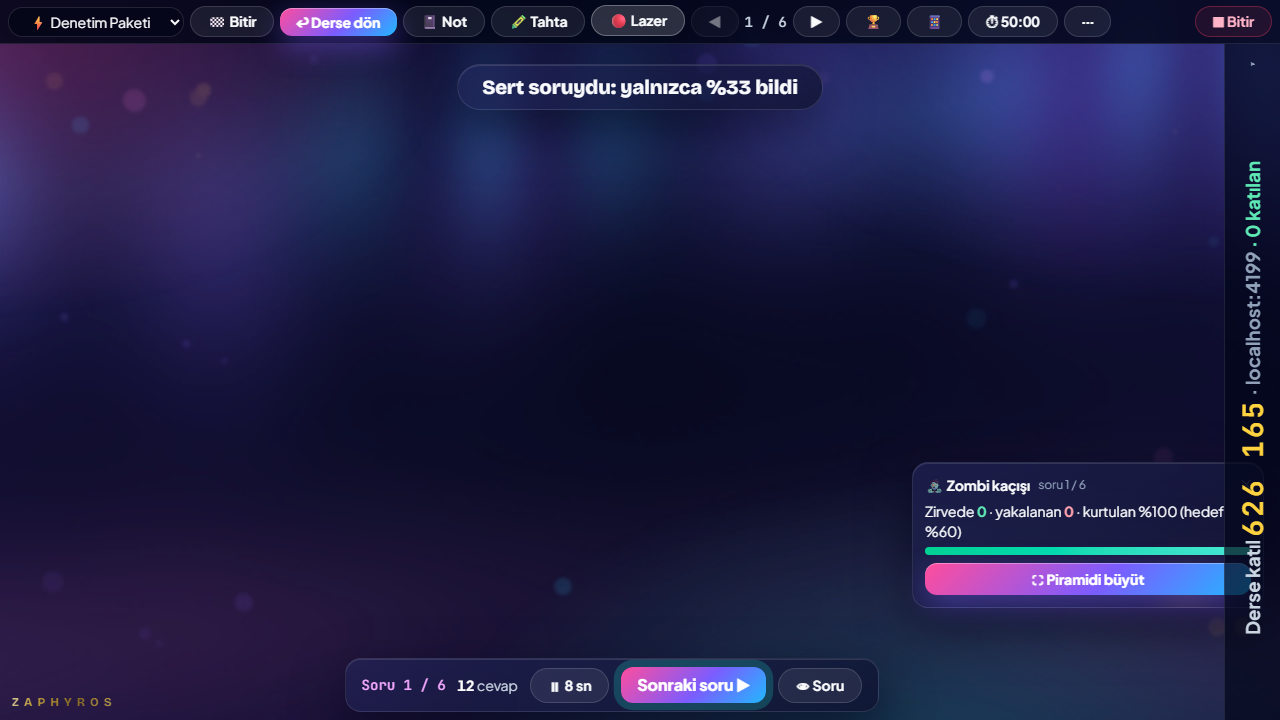 Denetim Paketi
Bitir
Derse dön
Not
Tahta
Lazer
1 / 6
50:00
---
Bitir
Sert soruydu: yalnızca %33 bildi
Derse katıl 626 165 · localhost:4199 · 0 katılan
Zombi kaçışı soru 1 / 6
Zirvede 0 · yakalanan 0 · kurtulan %100 (hedef
%60)
Piramidi büyüt
Soru 1 / 6 12 cevap
8 sn
Sonraki soru
Soru
ZAPHYROS